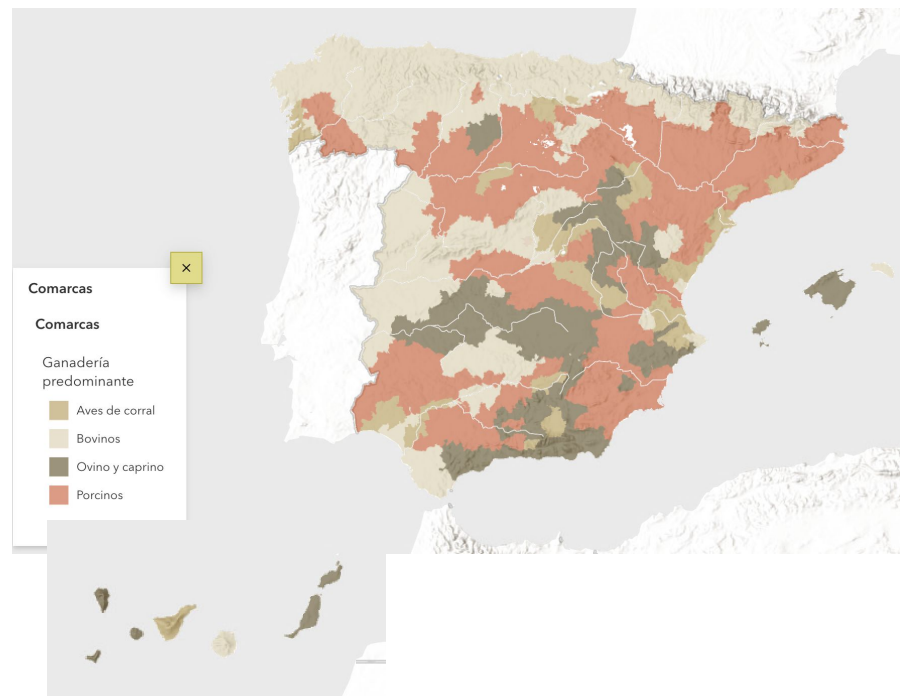 ×
Comarcas
Comarcas
Ganadería
predominante
Aves de corral
Bovinos
Ovino y caprino
Porcinos